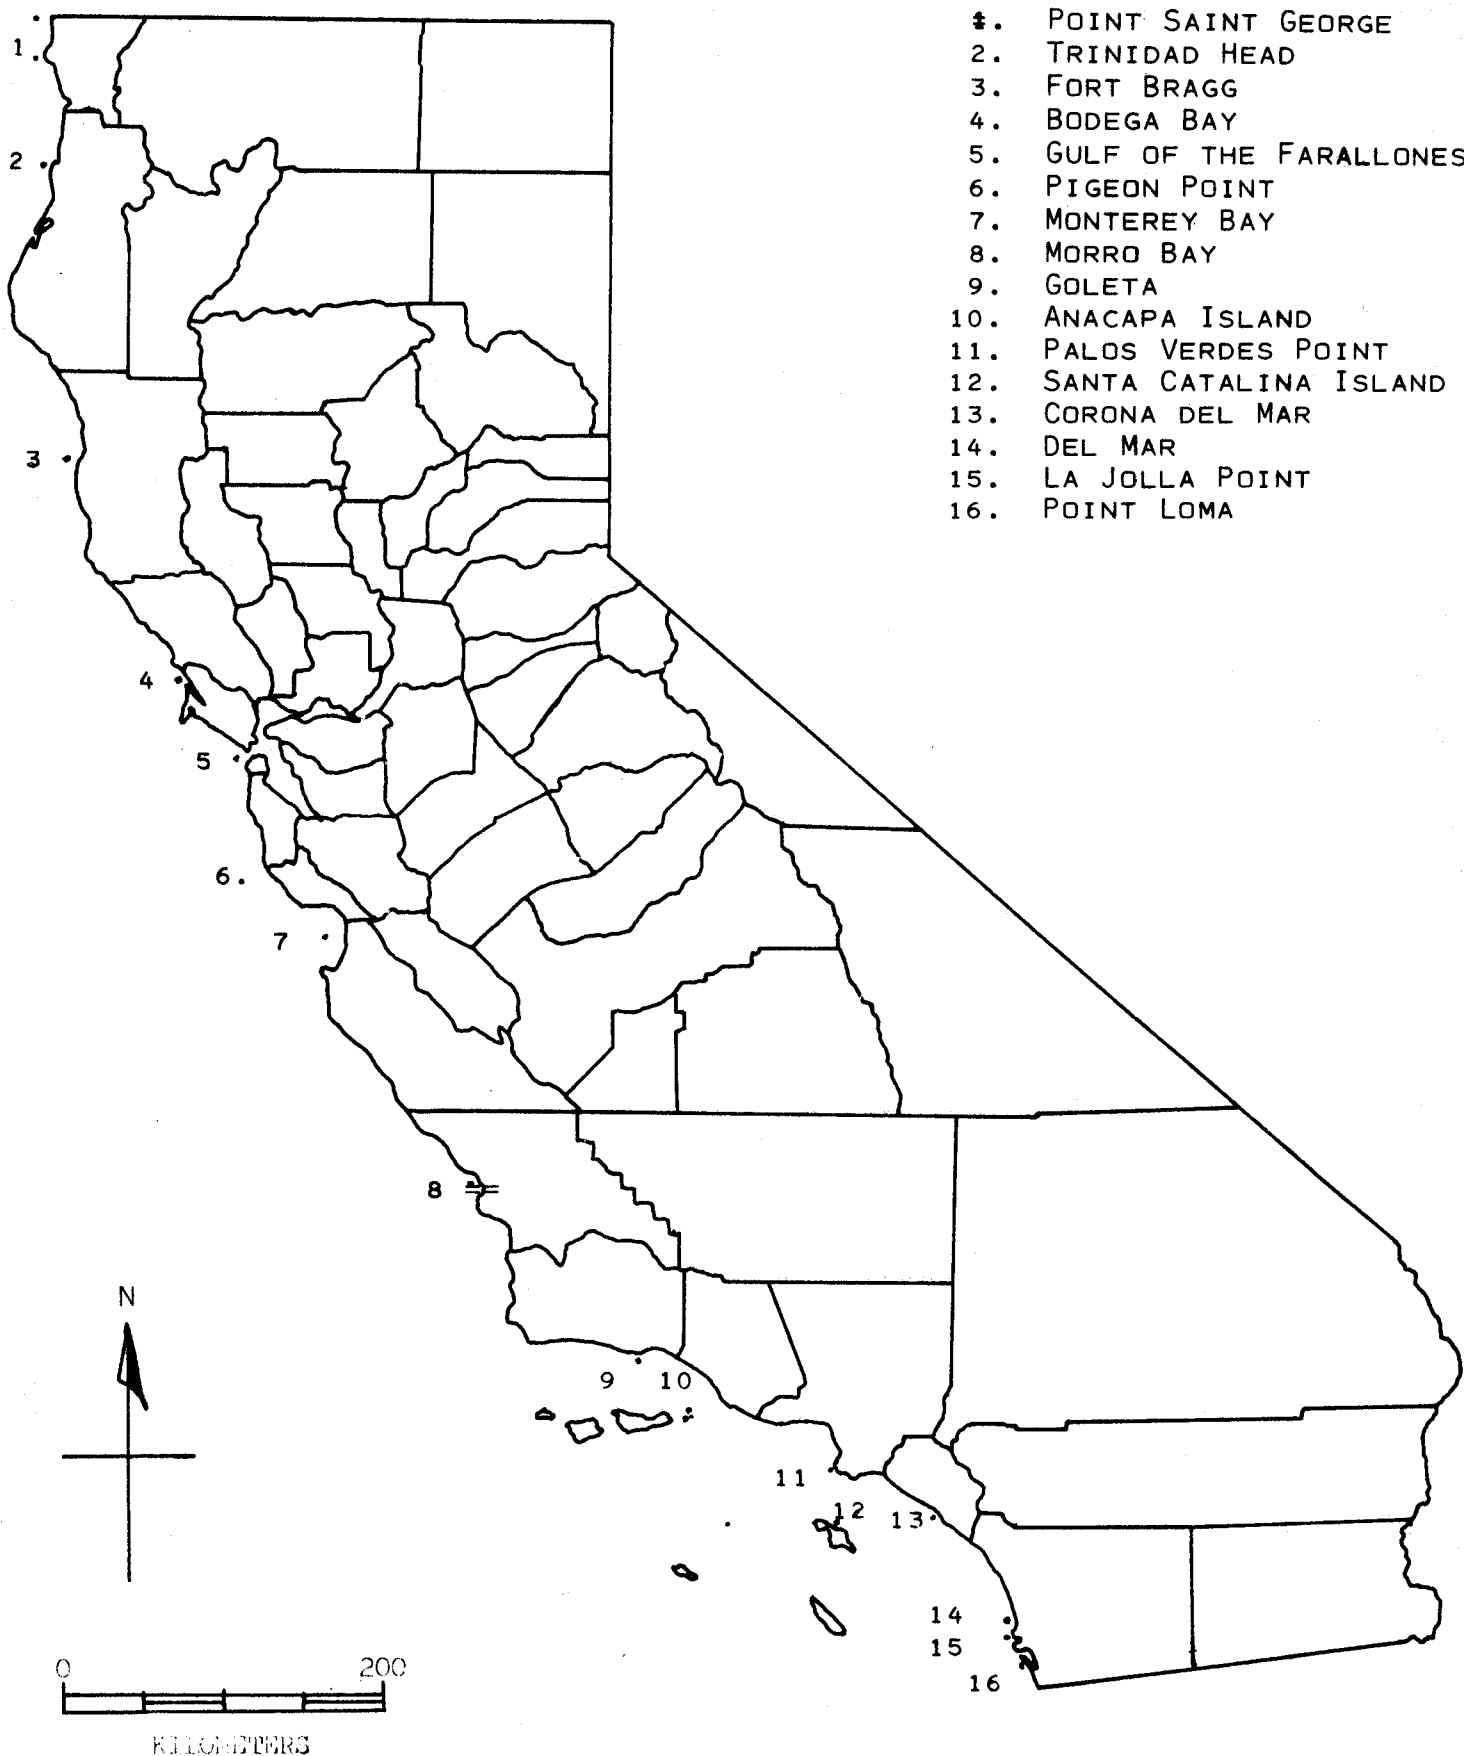 1. POINT SAINT GEORGE
2. TRINIDAD HEAD
3. FORT BRAGG
4. BODEGA BAY
5. GULF OF THE FARALLONES
6. PIGEON POINT
7. MONTEREY BAY
8. MORRO BAY
9. GOLETA
10. ANACAPA ISLAND
11. PALOS VERDES POINT
12. SANTA CATALINA ISLAND
13. CORONA DEL MAR
14. DEL MAR
15. LA JOLLA POINT
16. POINT LOMA
1
2
3
4
5
6
7
8
N
9 10
11
12
13
14
15
16
0 200
KILOMETERS